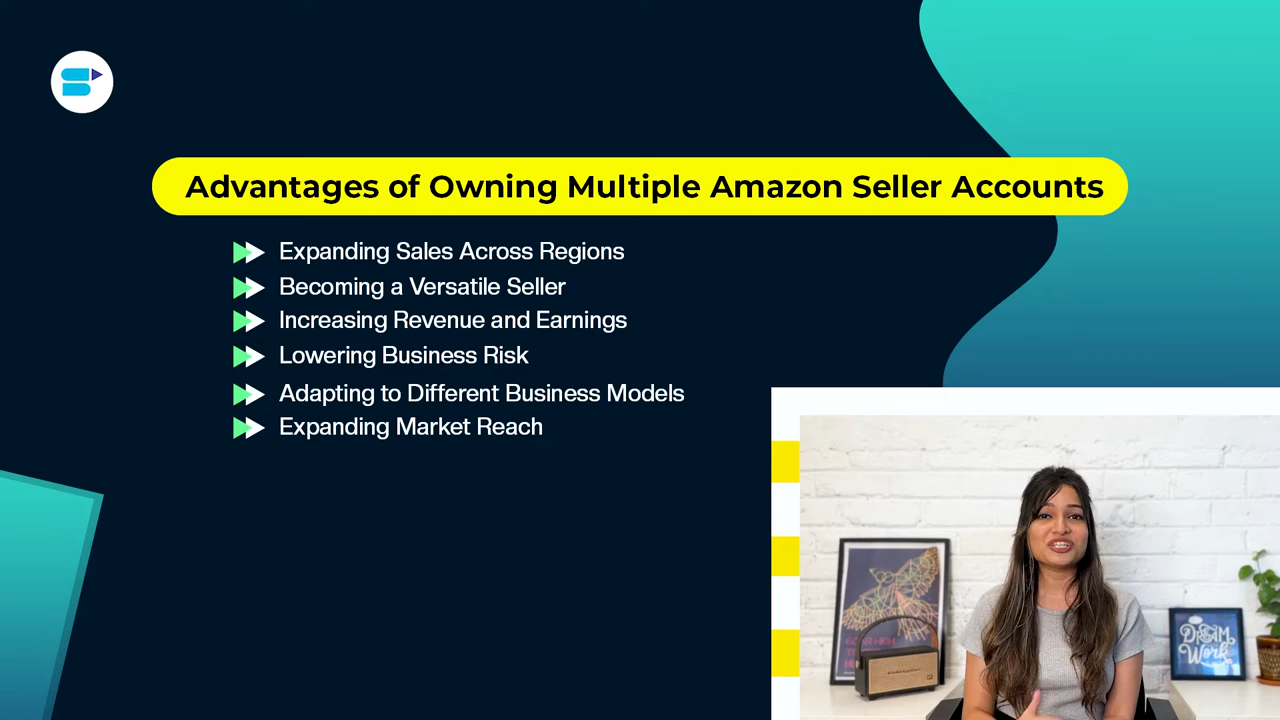 Advantages of Owning Multiple Amazon Seller Accounts
Expanding Sales Across Regions
Becoming a Versatile Seller
Increasing Revenue and Earnings
Lowering Business Risk
Adapting to Different Business Models
Expanding Market Reach
DREAM
Work